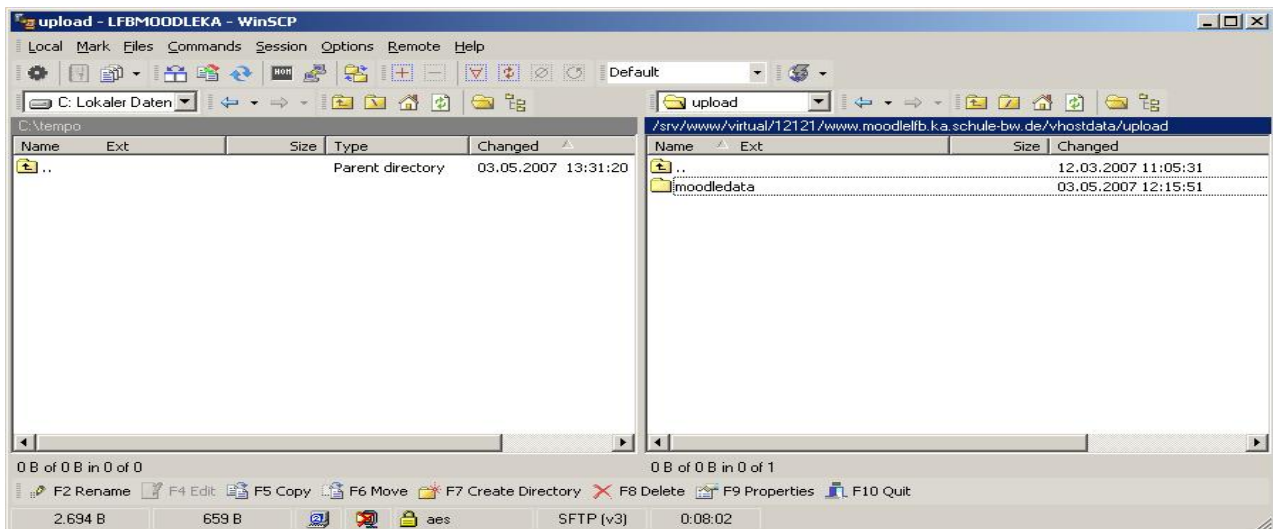 upload - LFBMOODLEKA - WinSCP
Local Mark Files Commands Session Options Remote Help
Default
C: Lokaler Daten
upload
C:\tempo
/srv/www/virtual/12121/www.moodlelfb.ka.schule-bw.de/vhostdata/upload
Name Ext Size Type Changed
Name Ext Size Changed
.. Parent directory 03.05.2007 13:31:20
.. 12.03.2007 11:05:31
moodledata 03.05.2007 12:15:51
0 B of 0 B in 0 of 0
0 B of 0 B in 0 of 1
F2 Rename F4 Edit F5 Copy F6 Move F7 Create Directory F8 Delete F9 Properties F10 Quit
2.694 B 659 B aes SFTP (v3) 0:08:02